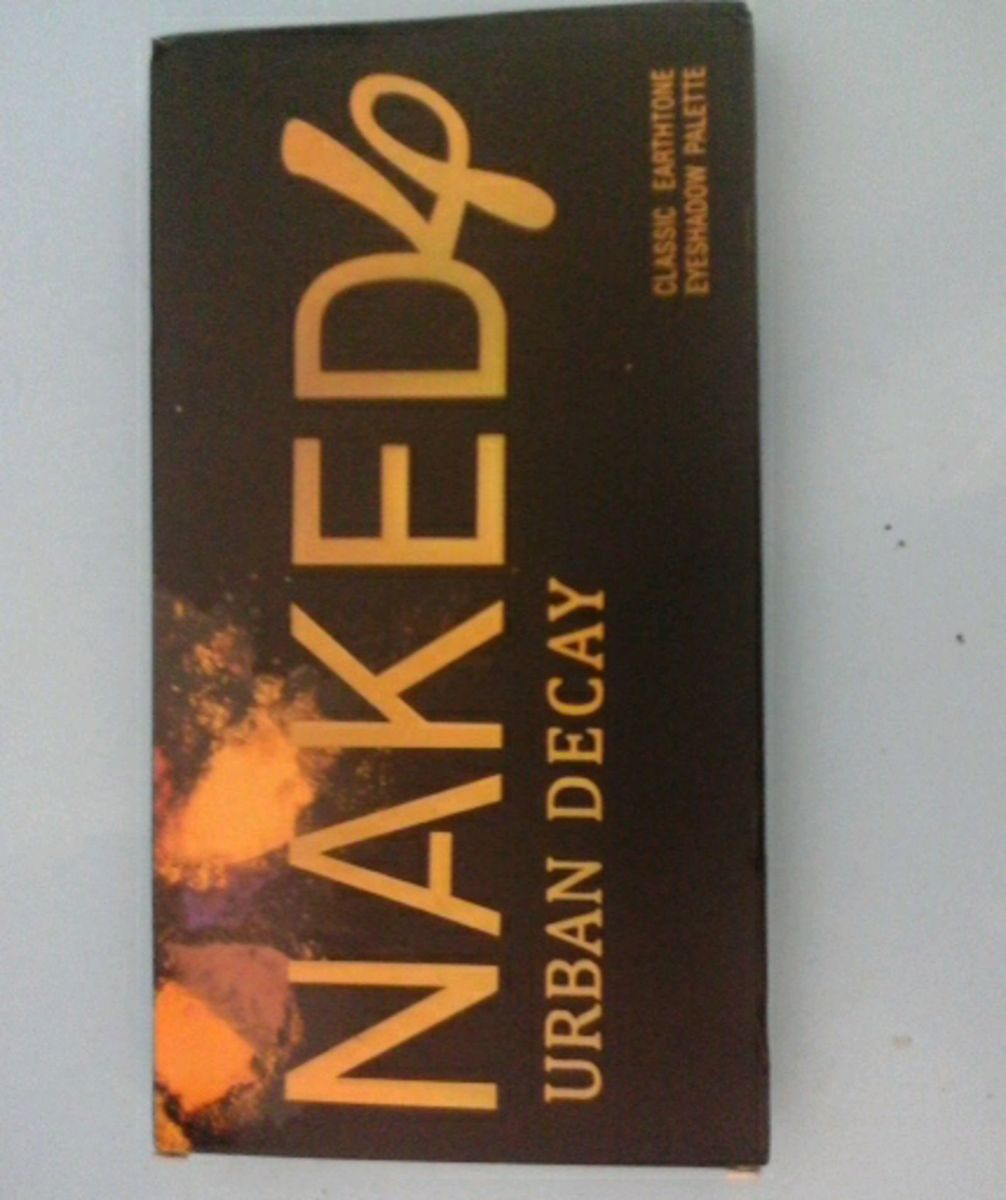 NAKED4
URBAN DECAY
CLASSIC EARTHTONE
EYESHADOW PALETTE